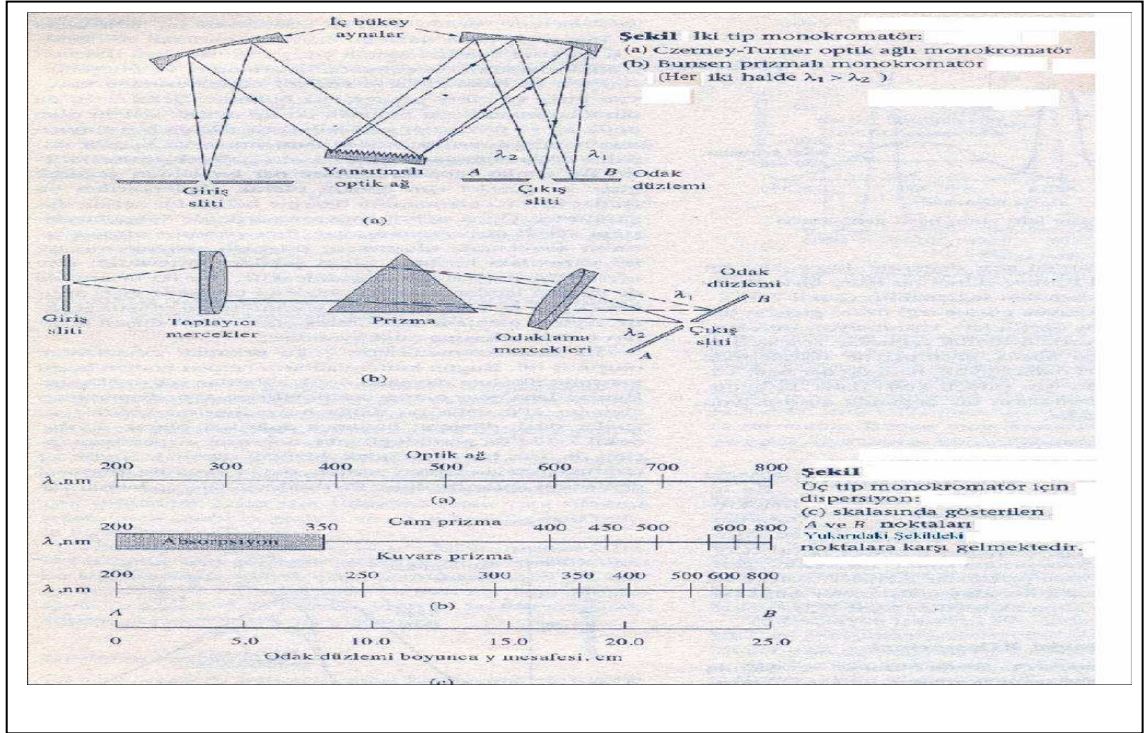 İç bükey
aynalar
Şekil İki tip monokromatör:
(a) Czerney-Turner optik ağlı monokromatör
(b) Bunsen prizmalı monokromatör
(Her iki halde λ₁ > λ₂ )
λ₂
λ₁
Yansıtmalı
optik ağ
A
B
Odak
düzlemi
Giriş
sliti
Çıkış
sliti
(a)
Odak
düzlemi
B
λ₁
Giriş
sliti
Toplayıcı
mercekler
Prizma
Odaklama
mercekleri
λ₂
A
Çıkış
sliti
(b)
Optik ağ
200 300 400 500 600 700 800
λ,nm
(a)
Cam prizma
200 350 400 450 500 600 800
λ,nm
Absorpsiyon
Kuvars prizma
200 250 300 350 400 500 600 800
λ,nm
(b)
A B
0 5.0 10.0 15.0 20.0 25.0
Odak düzlemi boyunca y mesafesi, cm
(c)
Şekil
Üç tip monokromatör için
dispersiyon:
(c) skalasında gösterilen
A ve B noktaları
Yukarıdaki Şekildeki
noktalara karşı gelmektedir.